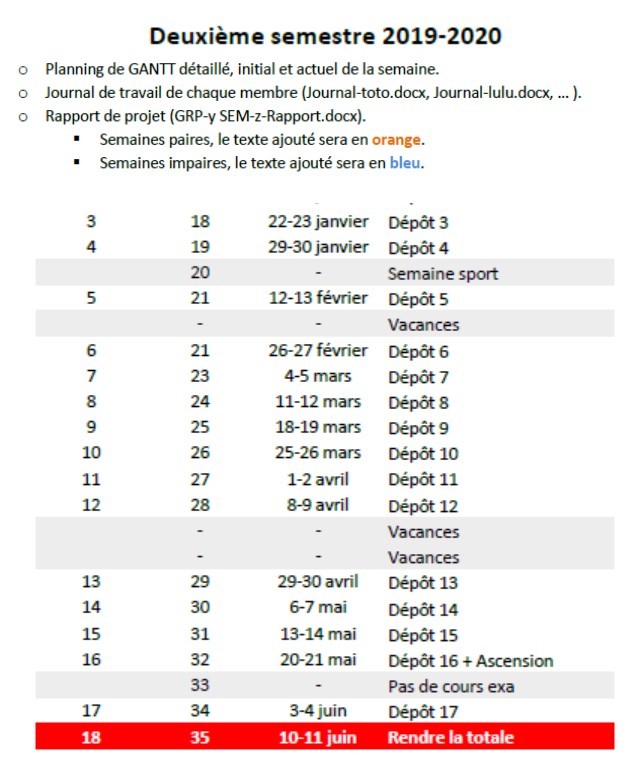 Deuxième semestre 2019-2020
o Planning de GANTT détaillé, initial et actuel de la semaine.
o Journal de travail de chaque membre (Journal-toto.docx, Journal-lulu.docx, ... ).
o Rapport de projet (GRP-y SEM-z-Rapport.docx).
▪ Semaines paires, le texte ajouté sera en orange.
▪ Semaines impaires, le texte ajouté sera en bleu.
3 18 22-23 janvier Dépôt 3
4 19 29-30 janvier Dépôt 4
20 - Semaine sport
5 21 12-13 février Dépôt 5
- - Vacances
6 21 26-27 février Dépôt 6
7 23 4-5 mars Dépôt 7
8 24 11-12 mars Dépôt 8
9 25 18-19 mars Dépôt 9
10 26 25-26 mars Dépôt 10
11 27 1-2 avril Dépôt 11
12 28 8-9 avril Dépôt 12
- - Vacances
- - Vacances
13 29 29-30 avril Dépôt 13
14 30 6-7 mai Dépôt 14
15 31 13-14 mai Dépôt 15
16 32 20-21 mai Dépôt 16 + Ascension
33 - Pas de cours exa
17 34 3-4 juin Dépôt 17
18 35 10-11 juin Rendre la totale